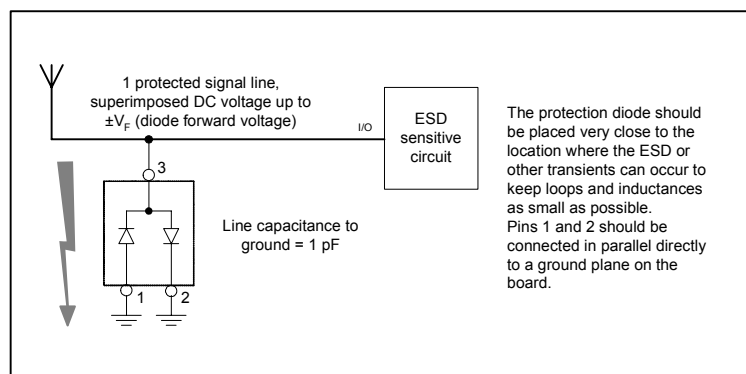 1 protected signal line,
superimposed DC voltage up to
±VF (diode forward voltage)
I/O
ESD
sensitive
circuit
3
Line capacitance to
ground = 1 pF
1
2
The protection diode should
be placed very close to the
location where the ESD or
other transients can occur to
keep loops and inductances
as small as possible.
Pins 1 and 2 should be
connected in parallel directly
to a ground plane on the
board.